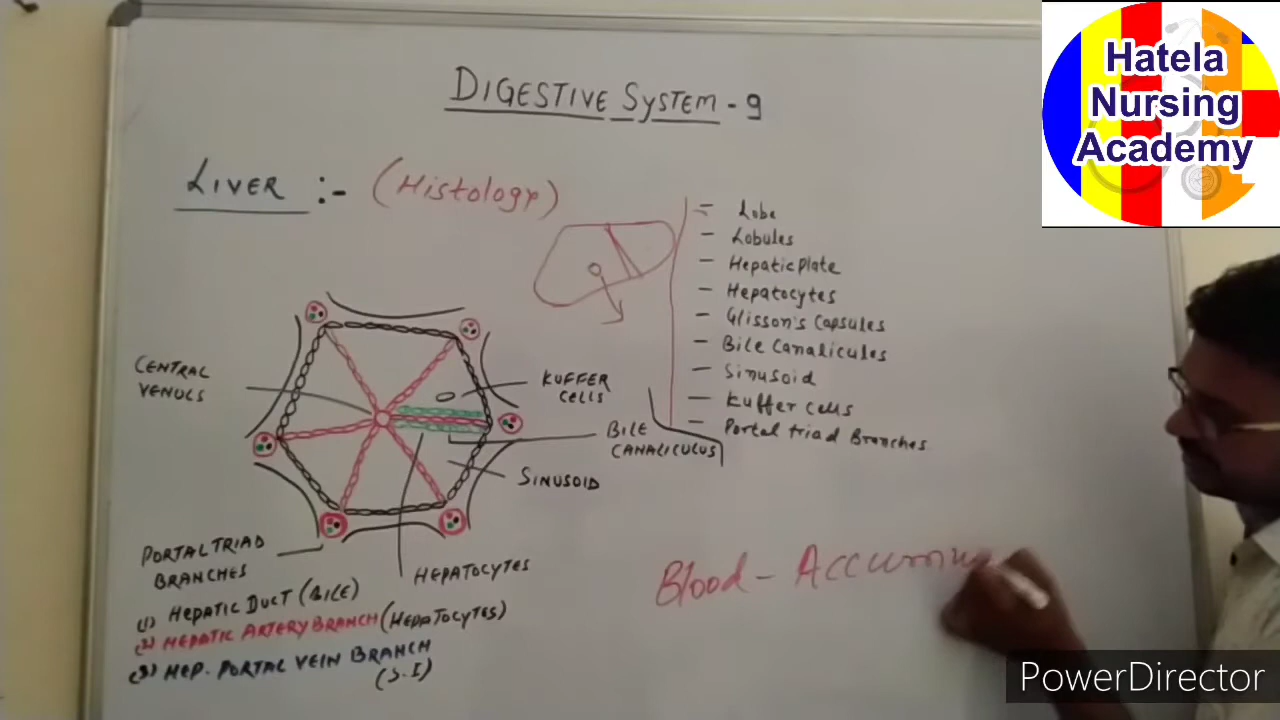 Hatela
Nursing
Academy
DIGESTIVE SYSTEM - 9
LIVER :- (Histology)
- Lobe
- Lobules
- Hepatic plate
- Hepatocytes
- Glisson's Capsules
- Bile Canalicules
- Sinusoid
- Kuffer cells
- Portal triad Branches
CENTRAL
VENULS
KUFFER
CELLS
BILE
CANALICULUS
SINUSOID
HEPATOCYTES
PORTAL TRIAD
BRANCHES
(1) HEPATIC DUCT (BILE)
(2) HEPATIC ARTERY BRANCH (HEPATOCYTES)
(3) HEP. PORTAL VEIN BRANCH
(S.I)
Blood - Accumu
PowerDirector